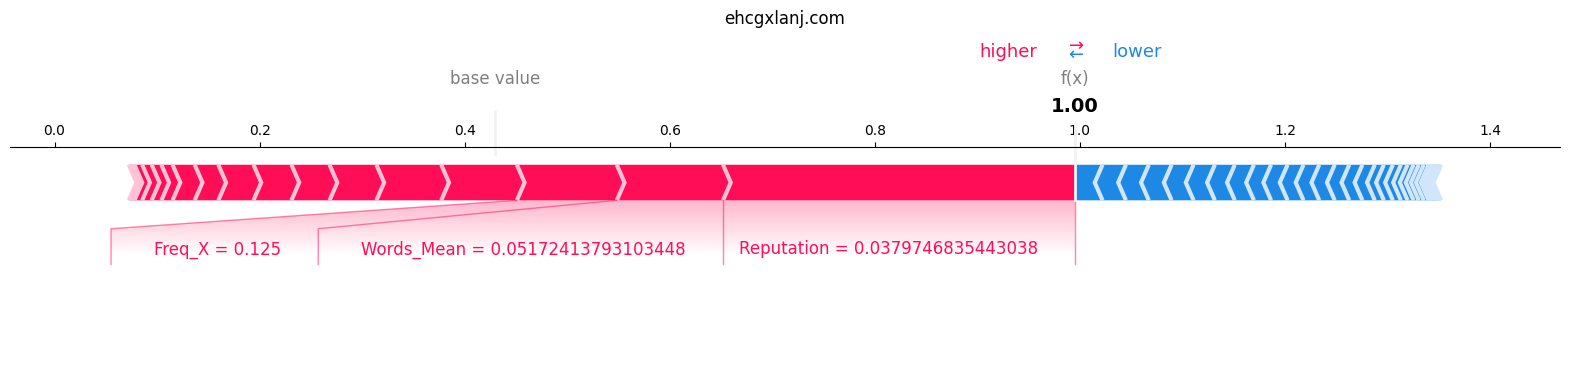 ehcgxlanj.com
higher → ← lower
base value f(x)
1.00
0.0 0.2 0.4 0.6 0.8 1.0 1.2 1.4
Freq_X = 0.125 Words_Mean = 0.05172413793103448 Reputation = 0.0379746835443038